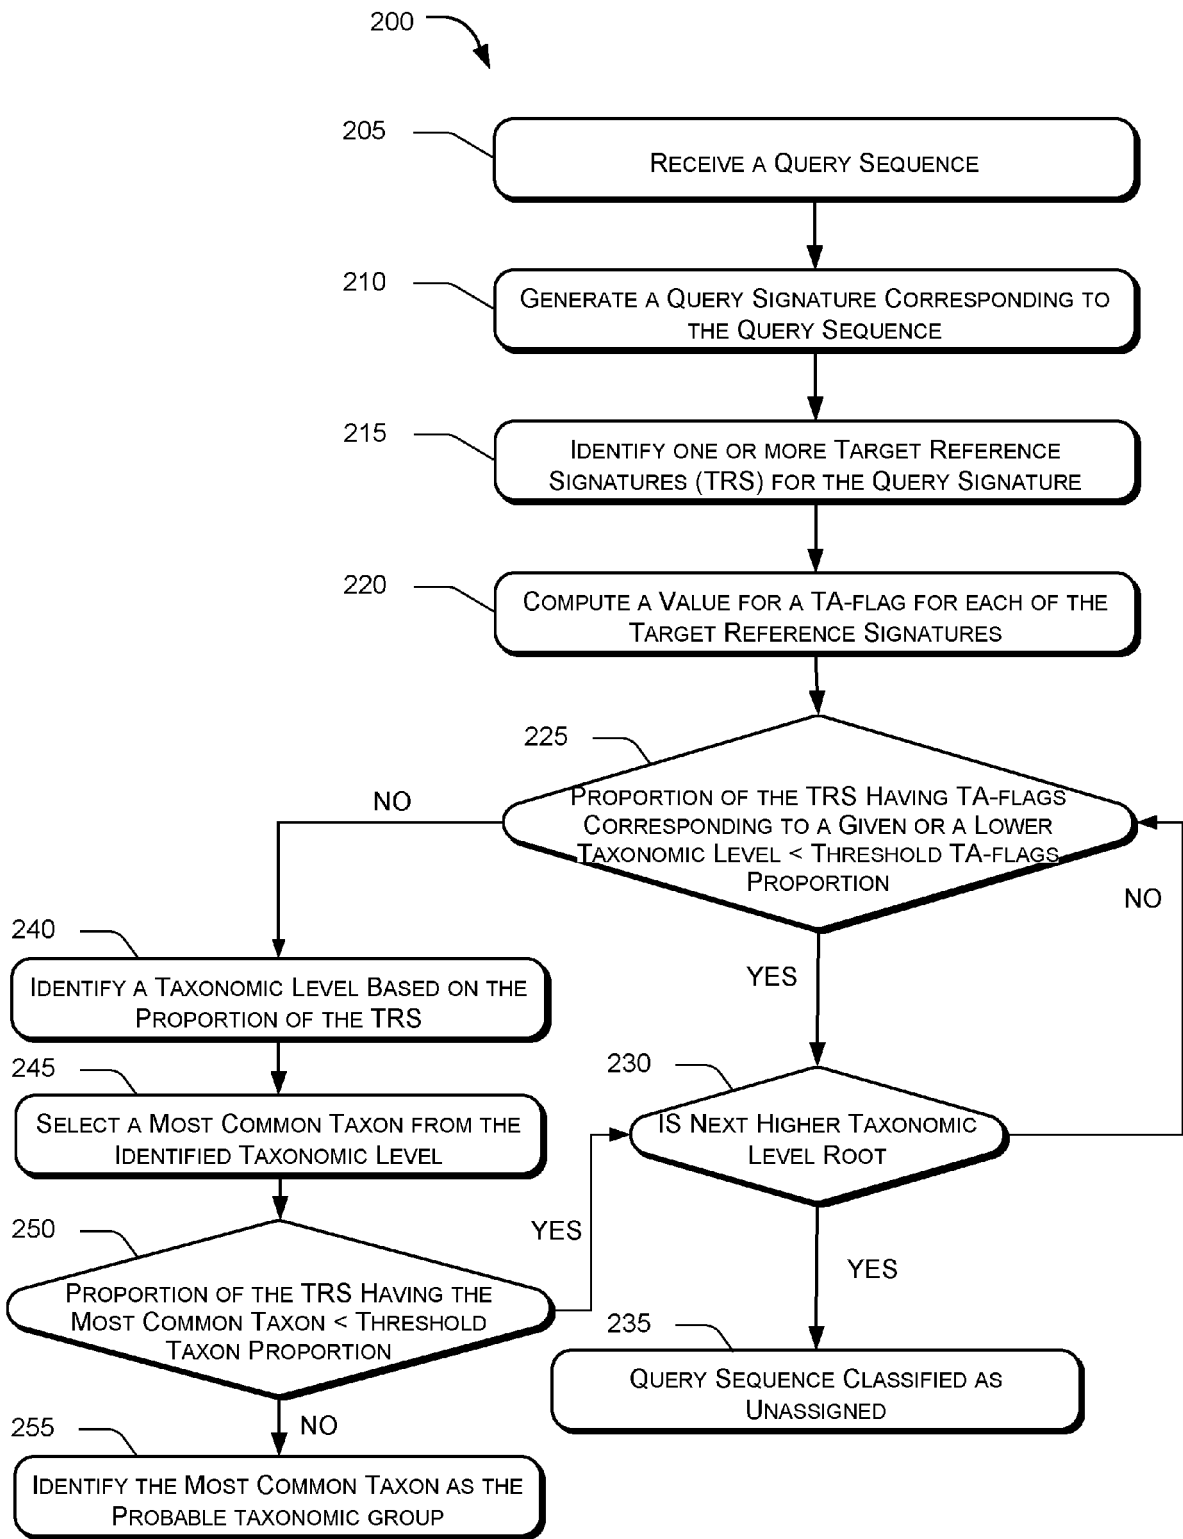 200
205
RECEIVE A QUERY SEQUENCE
210
GENERATE A QUERY SIGNATURE CORRESPONDING TO
THE QUERY SEQUENCE
215
IDENTIFY ONE OR MORE TARGET REFERENCE
SIGNATURES (TRS) FOR THE QUERY SIGNATURE
220
COMPUTE A VALUE FOR A TA-FLAG FOR EACH OF THE
TARGET REFERENCE SIGNATURES
225
PROPORTION OF THE TRS HAVING TA-FLAGS
CORRESPONDING TO A GIVEN OR A LOWER
TAXONOMIC LEVEL < THRESHOLD TA-FLAGS
PROPORTION
NO
NO
YES
240
IDENTIFY A TAXONOMIC LEVEL BASED ON THE
PROPORTION OF THE TRS
230
IS NEXT HIGHER TAXONOMIC
LEVEL ROOT
245
SELECT A MOST COMMON TAXON FROM THE
IDENTIFIED TAXONOMIC LEVEL
YES
YES
250
PROPORTION OF THE TRS HAVING THE
MOST COMMON TAXON < THRESHOLD
TAXON PROPORTION
235
QUERY SEQUENCE CLASSIFIED AS
UNASSIGNED
NO
255
IDENTIFY THE MOST COMMON TAXON AS THE
PROBABLE TAXONOMIC GROUP